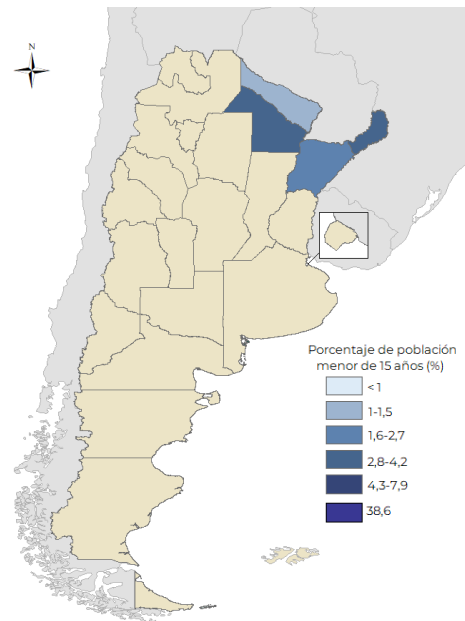 N
Porcentaje de población
menor de 15 años (%)
<1
1-1,5
1,6-2,7
2,8-4,2
4,3-7,9
38,6